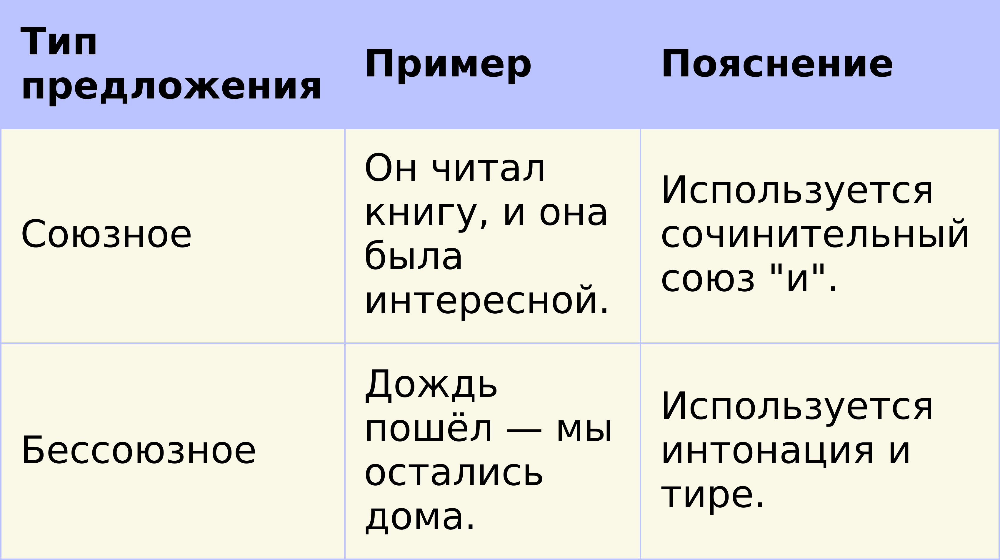 Тип
предложения
Пример
Пояснение
Союзное
Он читал
книгу, и она
была
интересной.
Используется
сочинительный
союз "и".
Бессоюзное
Дождь
пошёл — мы
остались
дома.
Используется
интонация и
тире.